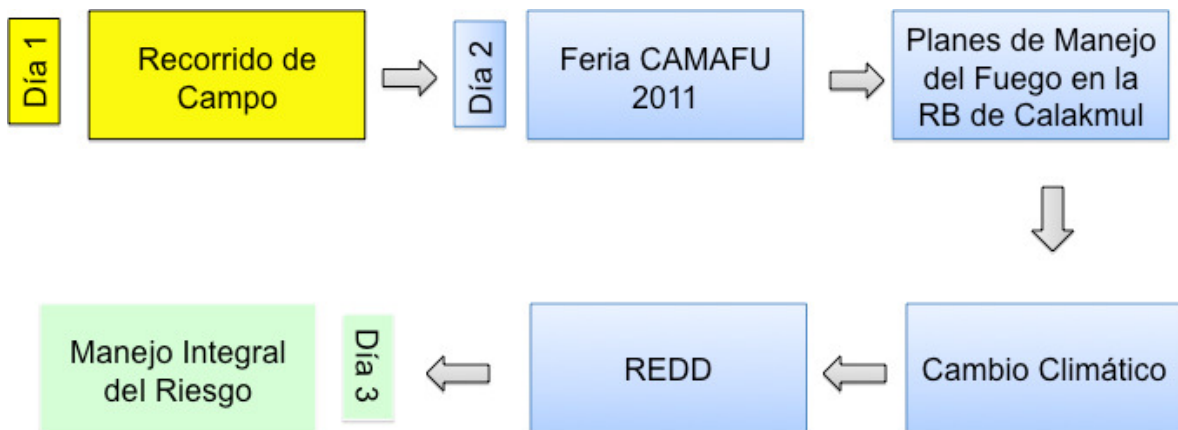 Día 1
Recorrido de
Campo
Día 2
Feria CAMAFU
2011
Planes de Manejo
del Fuego en la
RB de Calakmul
Cambio Climático
REDD
Día 3
Manejo Integral
del Riesgo